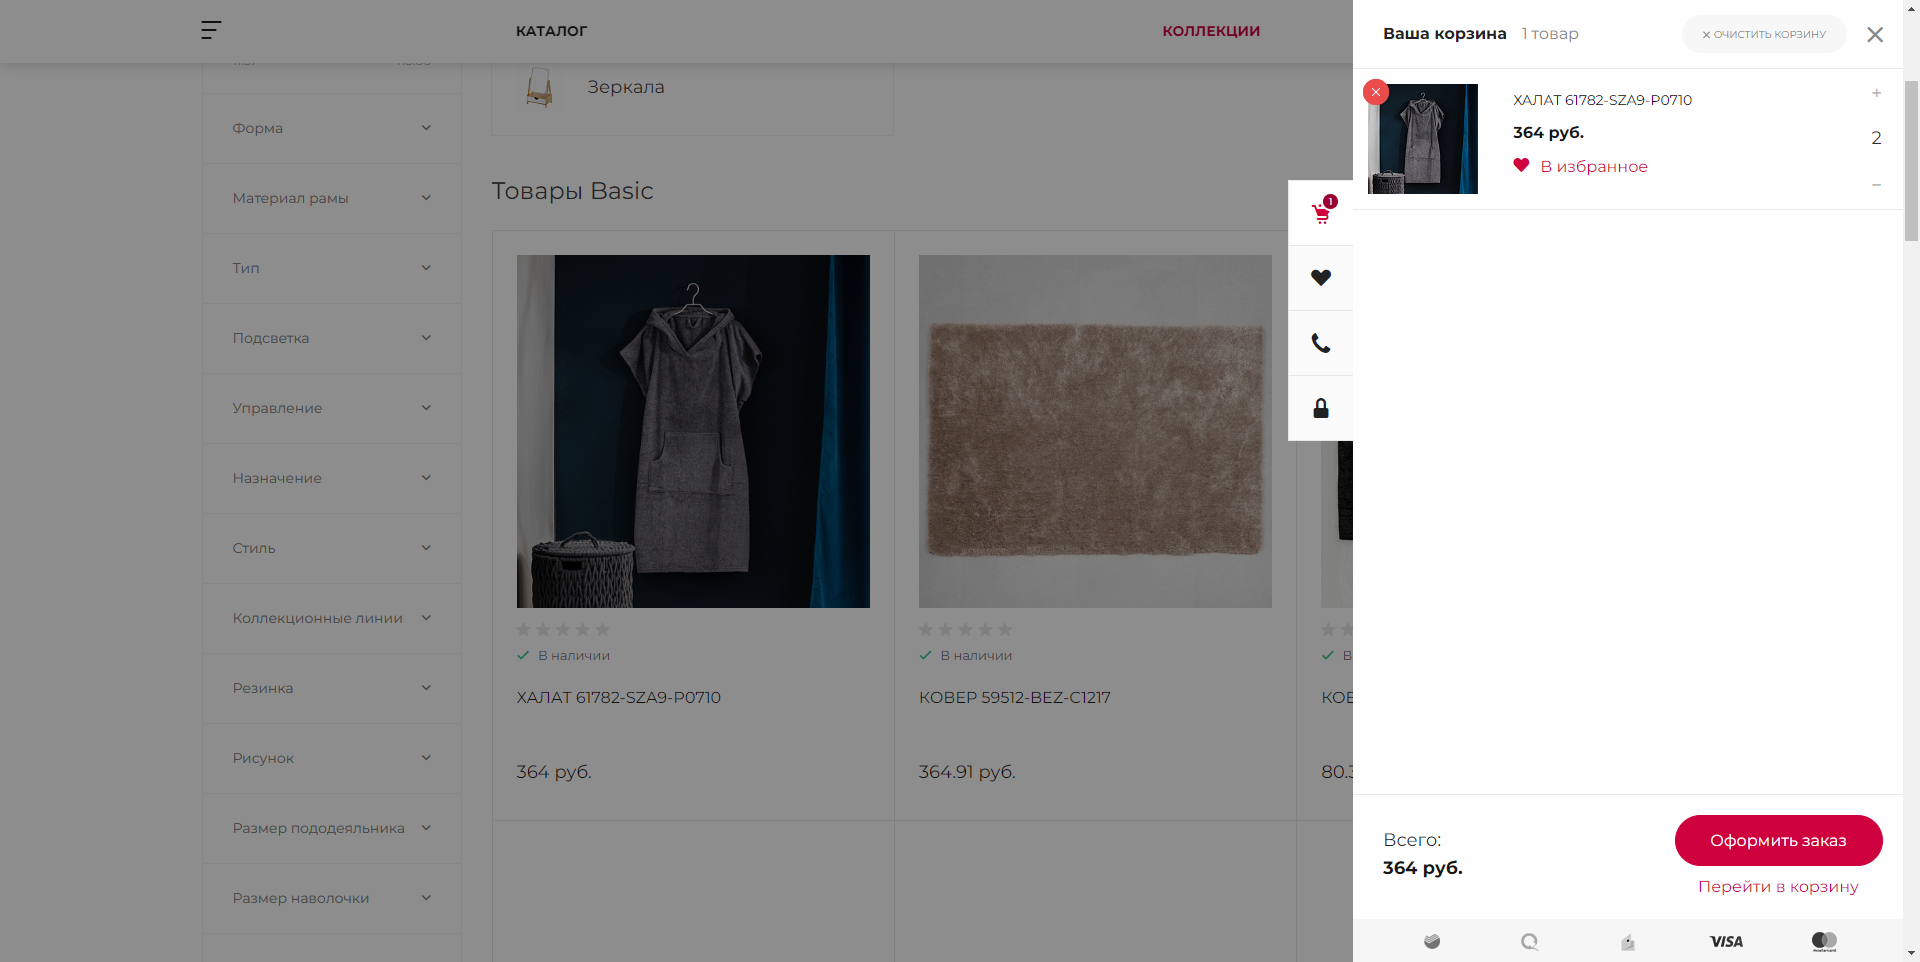 КАТАЛОГ
КОЛЛЕКЦИИ
Форма
Материал рамы
Тип
Подсветка
Управление
Назначение
Стиль
Коллекционные линии
Резинка
Рисунок
Размер пододеяльника
Размер наволочки
Зеркала
Товары Basic
В наличии
ХАЛАТ 61782-SZA9-P0710
364 руб.
В наличии
КОВЕР 59512-BEZ-C1217
364.91 руб.
1
Ваша корзина 1 товар
ОЧИСТИТЬ КОРЗИНУ
ХАЛАТ 61782-SZA9-P0710
364 руб.
В избранное
+
2
−
Всего:
364 руб.
Оформить заказ
Перейти в корзину
VISA
mastercard